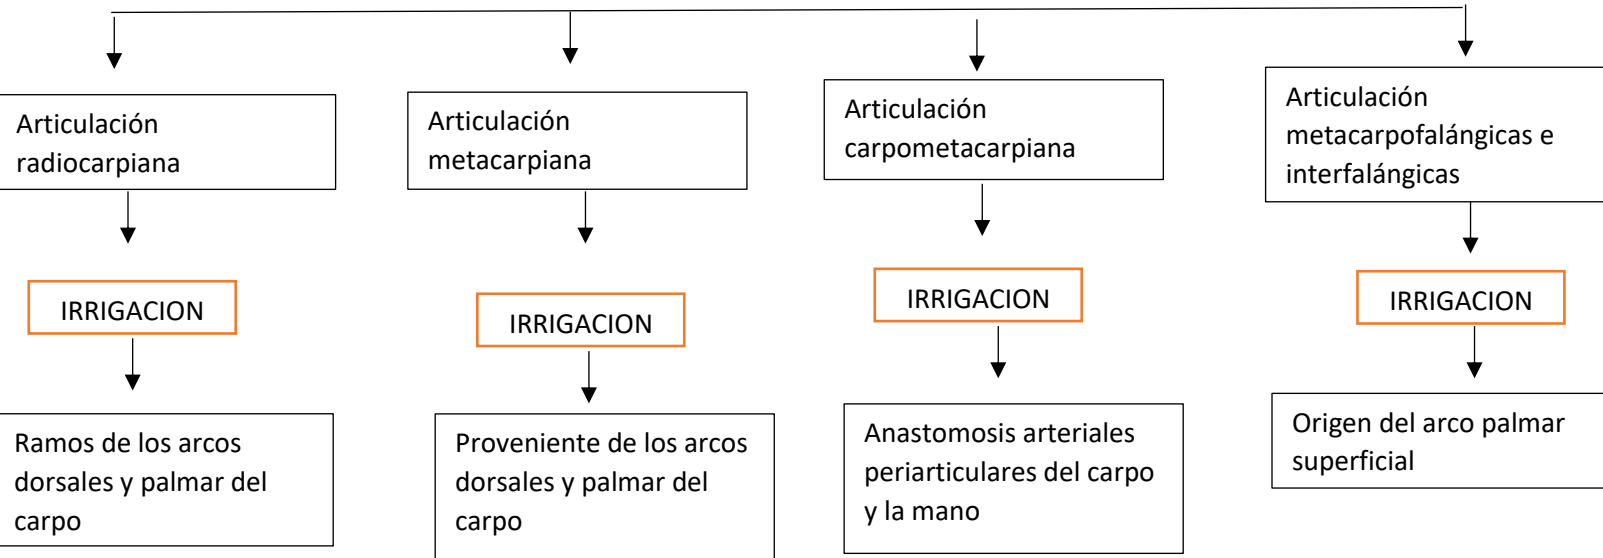 Articulación
radiocarpiana
IRRIGACION
Ramos de los arcos
dorsales y palmar del
carpo
Articulación
metacarpiana
IRRIGACION
Proveniente de los arcos
dorsales y palmar del
carpo
Articulación
carpometacarpiana
IRRIGACION
Anastomosis arteriales
periarticulares del carpo
y la mano
Articulación
metacarpofalángicas e
interfalángicas
IRRIGACION
Origen del arco palmar
superficial